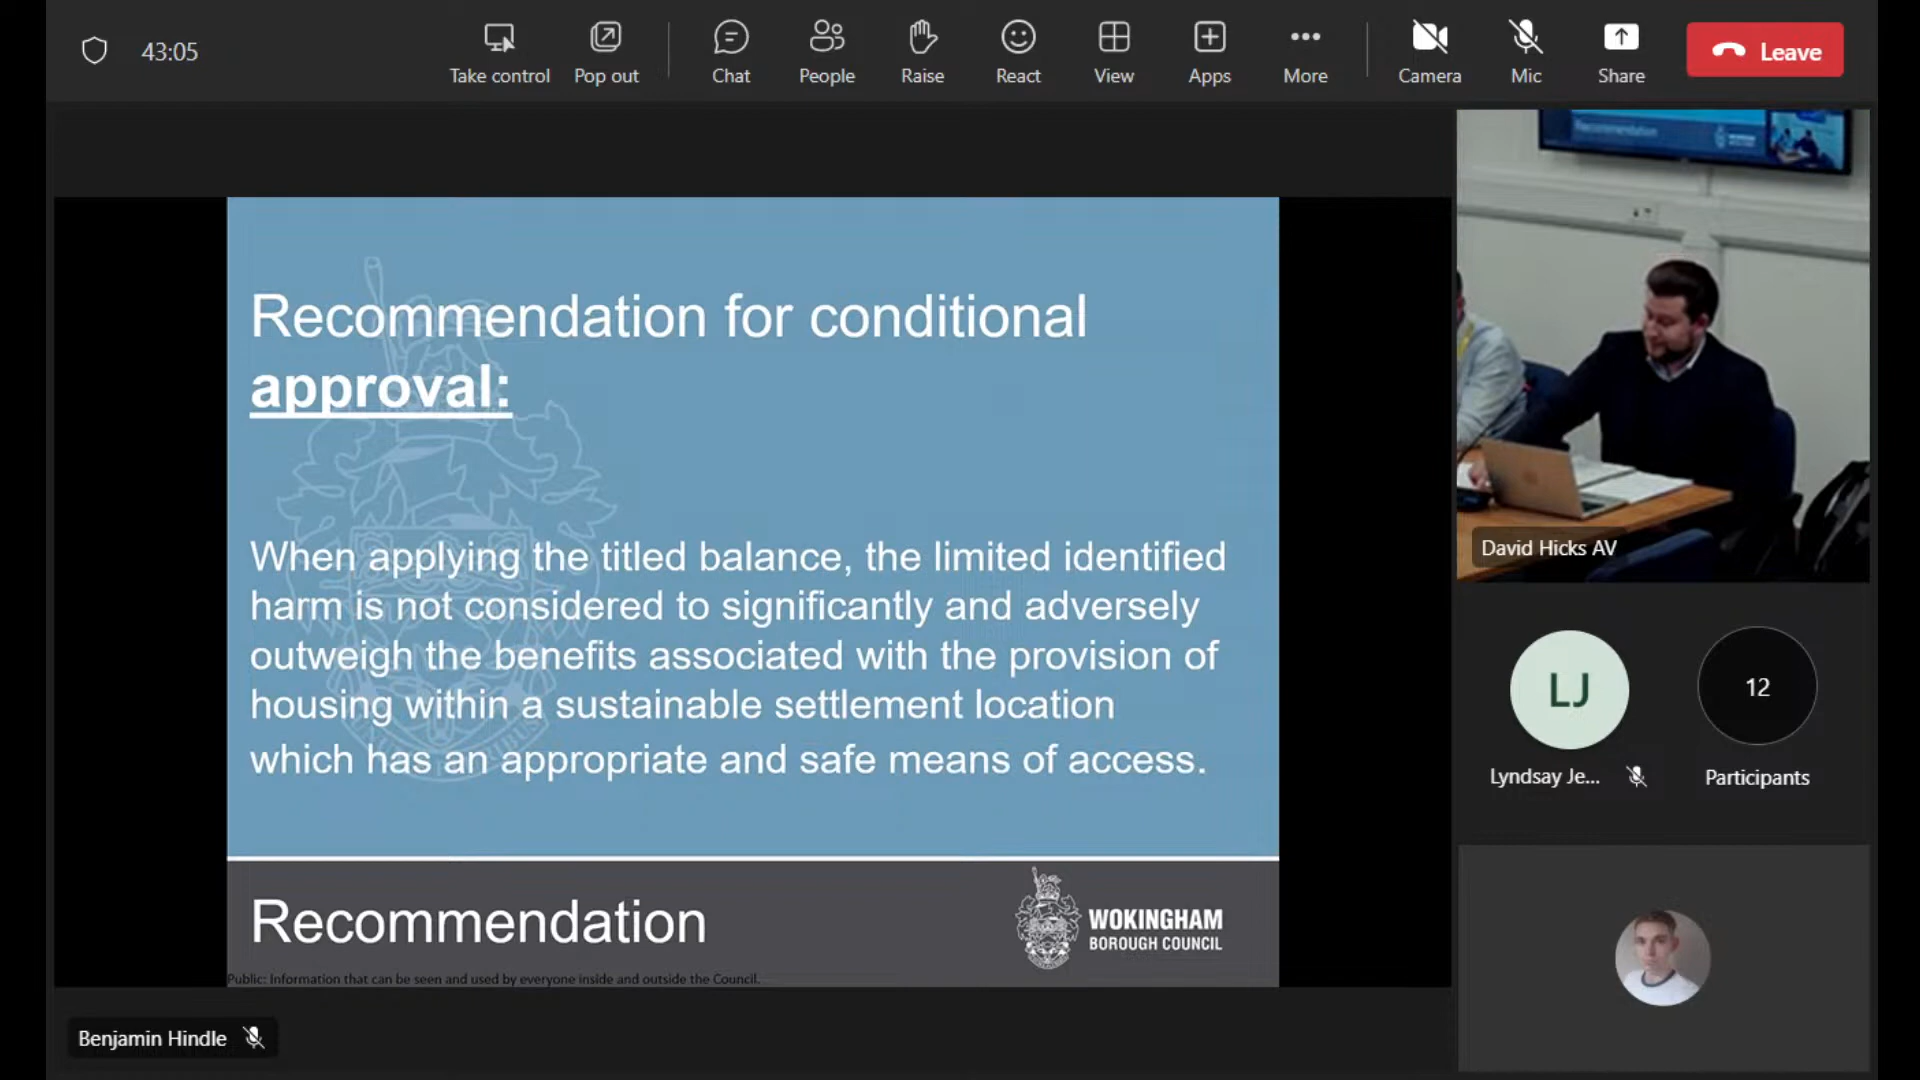 43:05
Take control
Pop out
Chat
People
Raise
React
View
Apps
More
Camera
Mic
Share
Leave
Recommendation for conditional
approval:
When applying the titled balance, the limited identified
harm is not considered to significantly and adversely
outweigh the benefits associated with the provision of
housing within a sustainable settlement location
which has an appropriate and safe means of access.
Recommendation
WOKINGHAM
BOROUGH COUNCIL
Public: Information that can be seen and used by everyone inside and outside the Council.
Benjamin Hindle
Recommendation
David Hicks AV
LJ
Lyndsay Je...
12
Participants